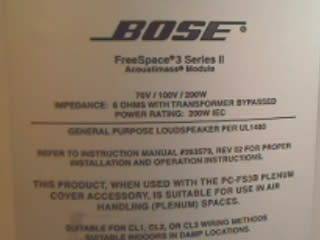 BOSE®
FreeSpace® 3 Series II
Acoustimass® Module
70V / 100V / 200W
IMPEDANCE: 6 OHMS WITH TRANSFORMER BYPASSED
POWER RATING: 200W IEC
GENERAL PURPOSE LOUDSPEAKER PER UL1480
REFER TO INSTRUCTION MANUAL #293579, REV 02 FOR PROPER
INSTALLATION AND OPERATION INSTRUCTIONS.
THIS PRODUCT, WHEN USED WITH THE PC-FS3B PLENUM
COVER ACCESSORY, IS SUITABLE FOR USE IN AIR
HANDLING (PLENUM) SPACES.
SUITABLE FOR CL1, CL2, OR CL3 WIRING METHODS
SUITABLE INDOORS IN DAMP LOCATIONS.